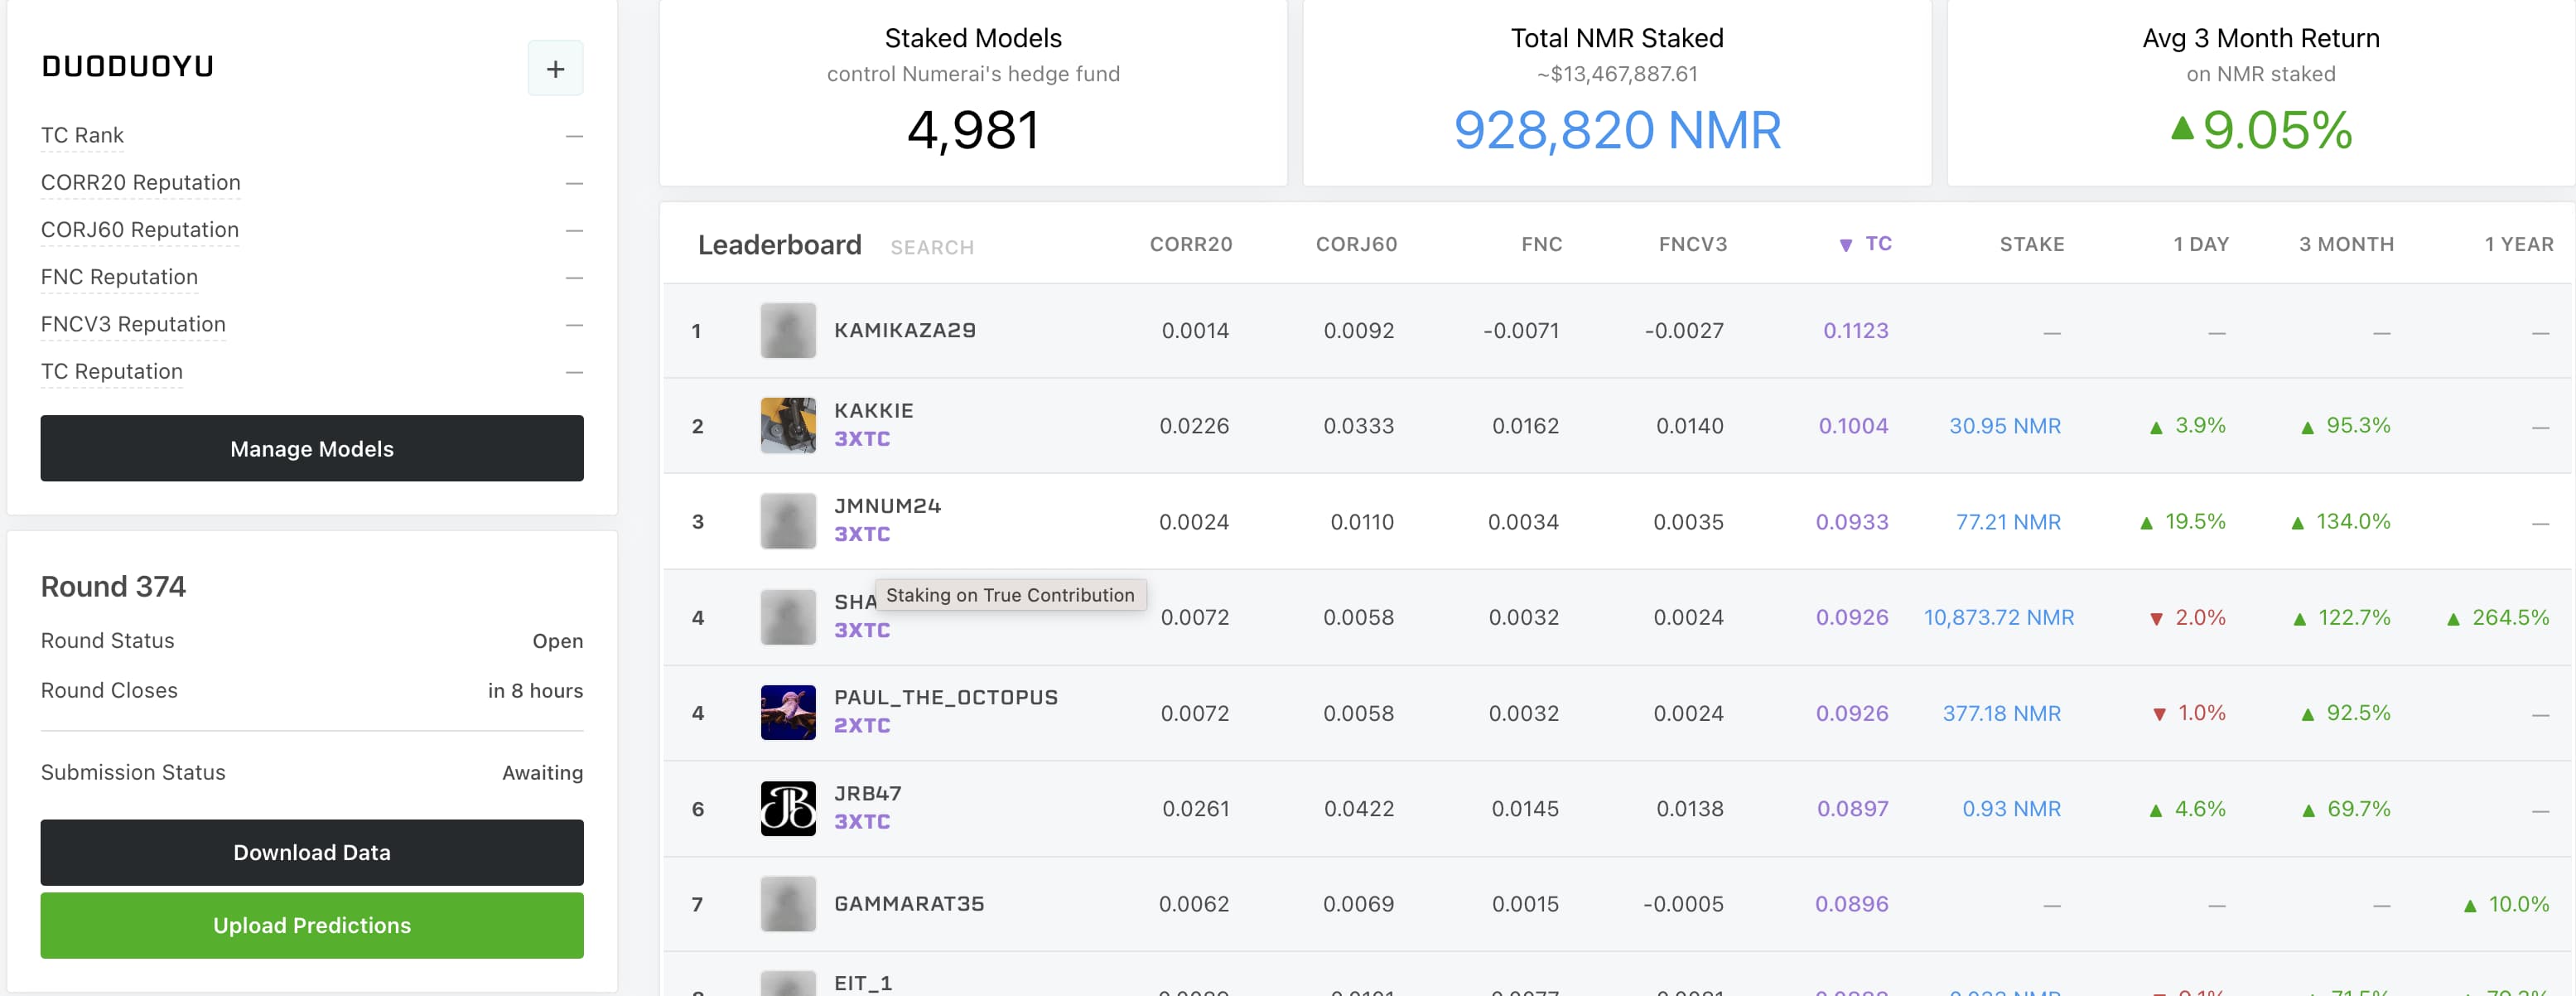 DUODUOYU
+
TC Rank —
CORR20 Reputation —
CORJ60 Reputation —
FNC Reputation —
FNCV3 Reputation —
TC Reputation —
Manage Models
Round 374
Round Status Open
Round Closes in 8 hours
Submission Status Awaiting
Download Data
Upload Predictions
Staked Models
control Numerai's hedge fund
4,981
Total NMR Staked
~$13,467,887.61
928,820 NMR
Avg 3 Month Return
on NMR staked
▲9.05%
Leaderboard SEARCH CORR20 CORJ60 FNC FNCV3 ▼ TC STAKE 1 DAY 3 MONTH 1 YEAR
1 KAMIKAZA29 0.0014 0.0092 -0.0071 -0.0027 0.1123 — — — —
2 KAKKIE 0.0226 0.0333 0.0162 0.0140 0.1004 30.95 NMR ▲ 3.9% ▲ 95.3% —
3XTC
3 JMNUM24 0.0024 0.0110 0.0034 0.0035 0.0933 77.21 NMR ▲ 19.5% ▲ 134.0% —
3XTC
Staking on True Contribution
4 SHA 0.0072 0.0058 0.0032 0.0024 0.0926 10,873.72 NMR ▼ 2.0% ▲ 122.7% ▲ 264.5%
3XTC
4 PAUL_THE_OCTOPUS 0.0072 0.0058 0.0032 0.0024 0.0926 377.18 NMR ▼ 1.0% ▲ 92.5% —
2XTC
6 JRB47 0.0261 0.0422 0.0145 0.0138 0.0897 0.93 NMR ▲ 4.6% ▲ 69.7% —
3XTC
7 GAMMARAT35 0.0062 0.0069 0.0015 -0.0005 0.0896 — — — ▲ 10.0%
EIT_1